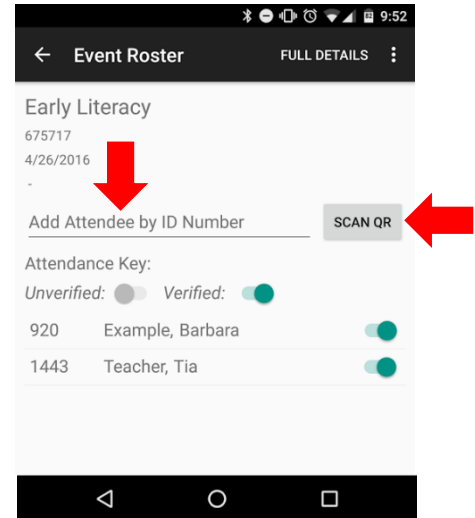 9:52
Event Roster FULL DETAILS
Early Literacy
675717
4/26/2016
-
Add Attendee by ID Number SCAN QR
Attendance Key:
Unverified: Verified:
920 Example, Barbara
1443 Teacher, Tia